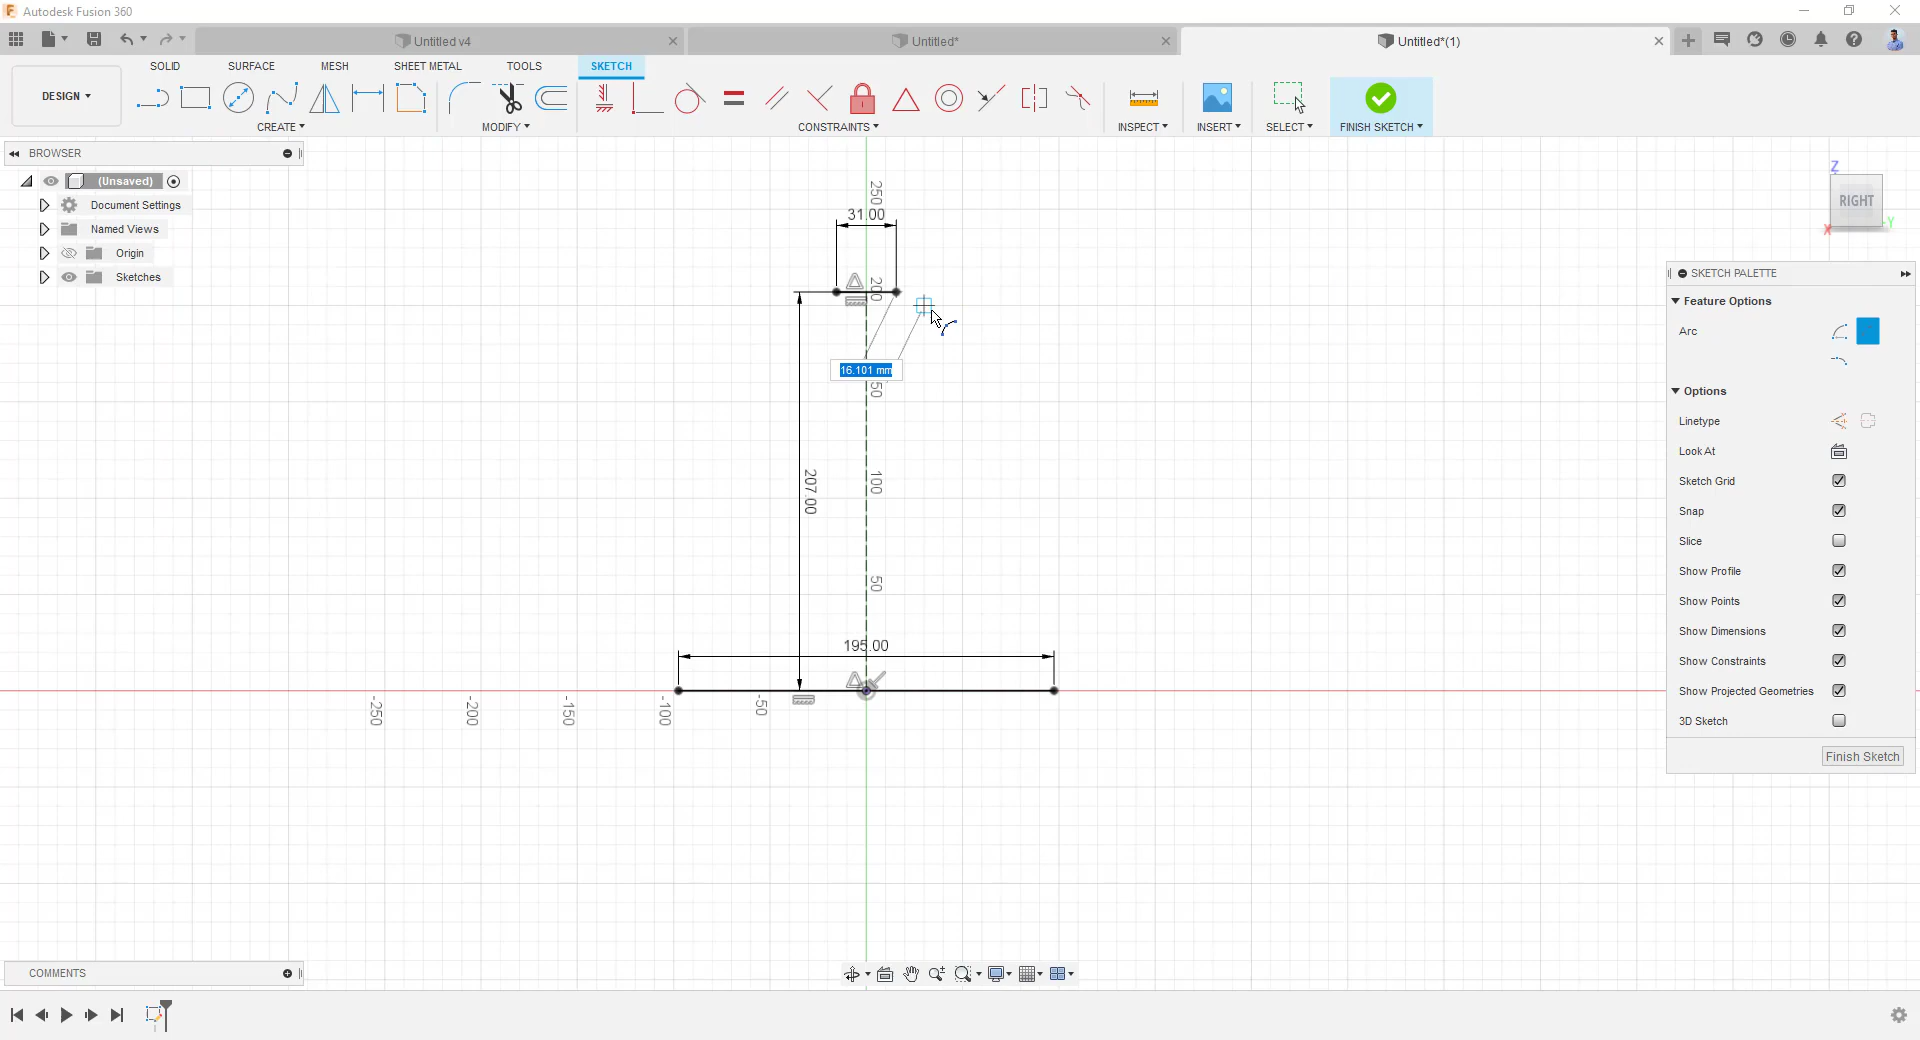 Autodesk Fusion 360
Untitled v4
Untitled*
Untitled*(1)
DESIGN
SOLID
SURFACE
MESH
SHEET METAL
TOOLS
SKETCH
CREATE
MODIFY
CONSTRAINTS
INSPECT
INSERT
SELECT
FINISH SKETCH
BROWSER
(Unsaved)
Document Settings
Named Views
Origin
Sketches
Z
RIGHT
X
Y
250
31.00
200
16.101 mm
50
207.00
100
50
195.00
-250
-200
-150
-100
-50
SKETCH PALETTE
Feature Options
Arc
Options
Linetype
Look At
Sketch Grid
Snap
Slice
Show Profile
Show Points
Show Dimensions
Show Constraints
Show Projected Geometries
3D Sketch
Finish Sketch
COMMENTS